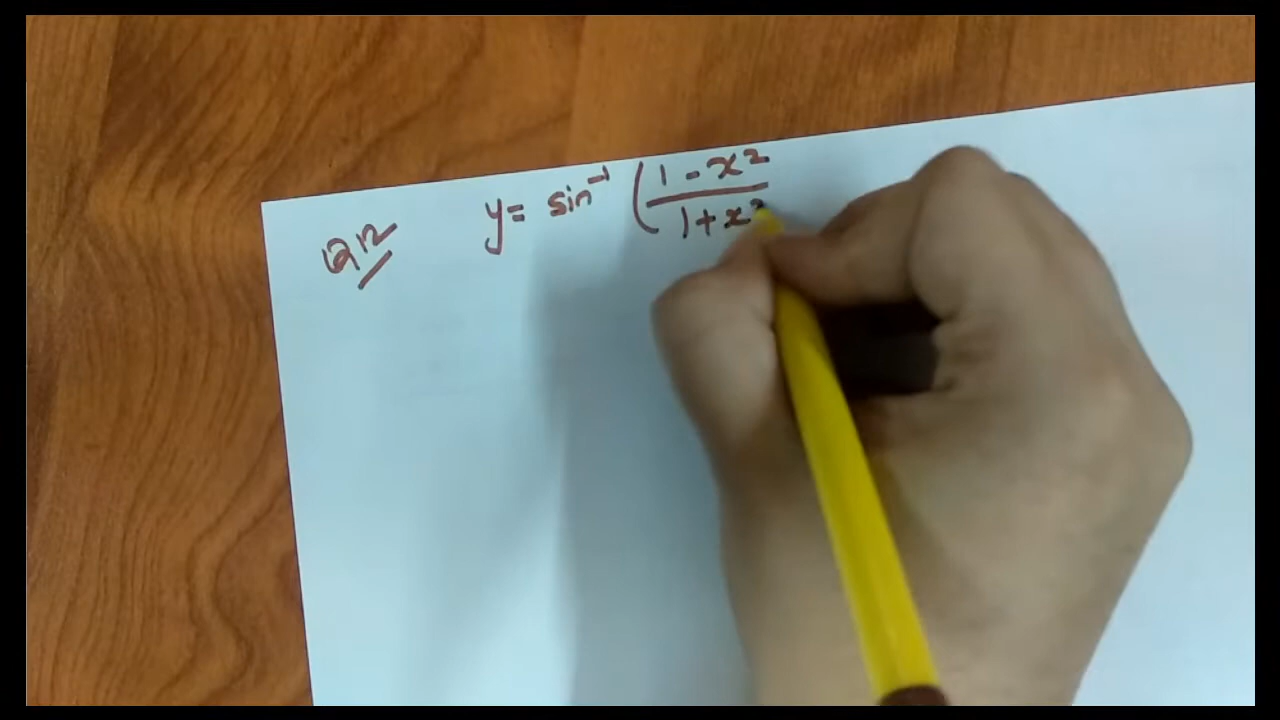 Q12 y = sin⁻¹ (1 - x² / 1 + x²